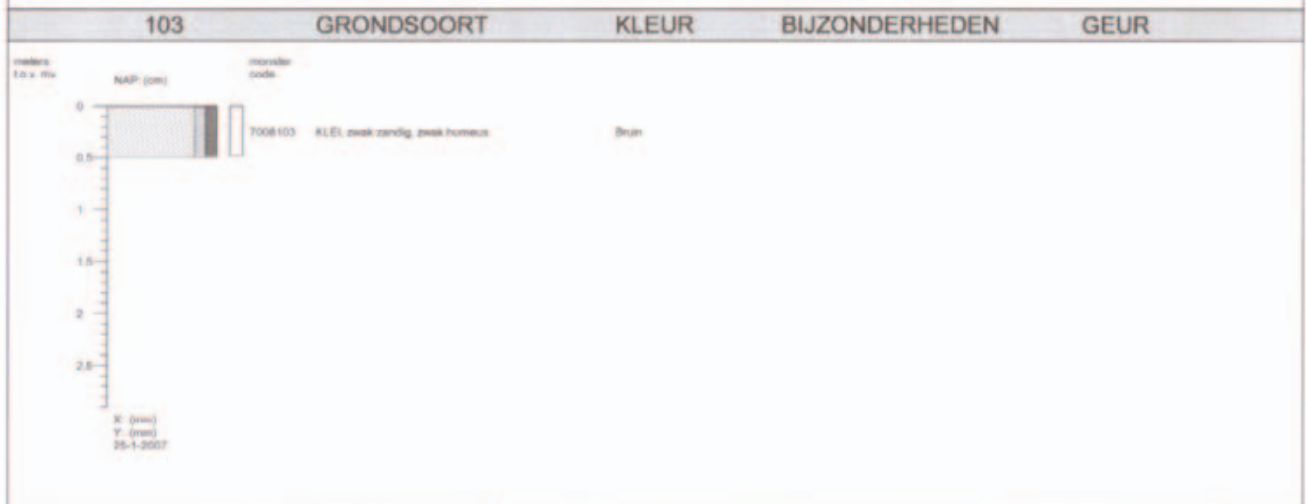 103 GRONDSOORT KLEUR BIJZONDERHEDEN GEUR
meters
t.o.v. mv
monster
code
NAP: (cm)
0
7008103 KLEI, zwak zandig, zwak humeus Bruin
0.5
1
1.5
2
2.5
X: (mm)
Y: (mm)
25-1-2007